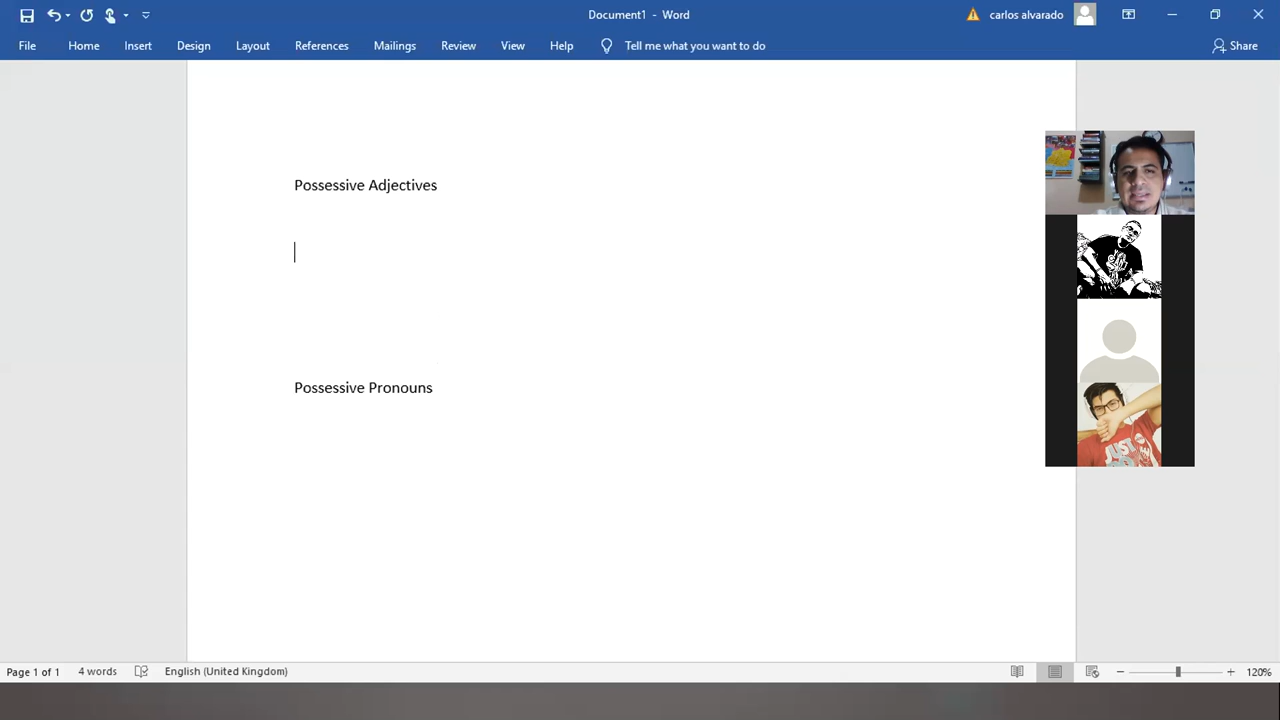 Document1 - Word
carlos alvarado
File Home Insert Design Layout References Mailings Review View Help Tell me what you want to do Share
Possessive Adjectives
Possessive Pronouns
Page 1 of 1 4 words English (United Kingdom) 120%